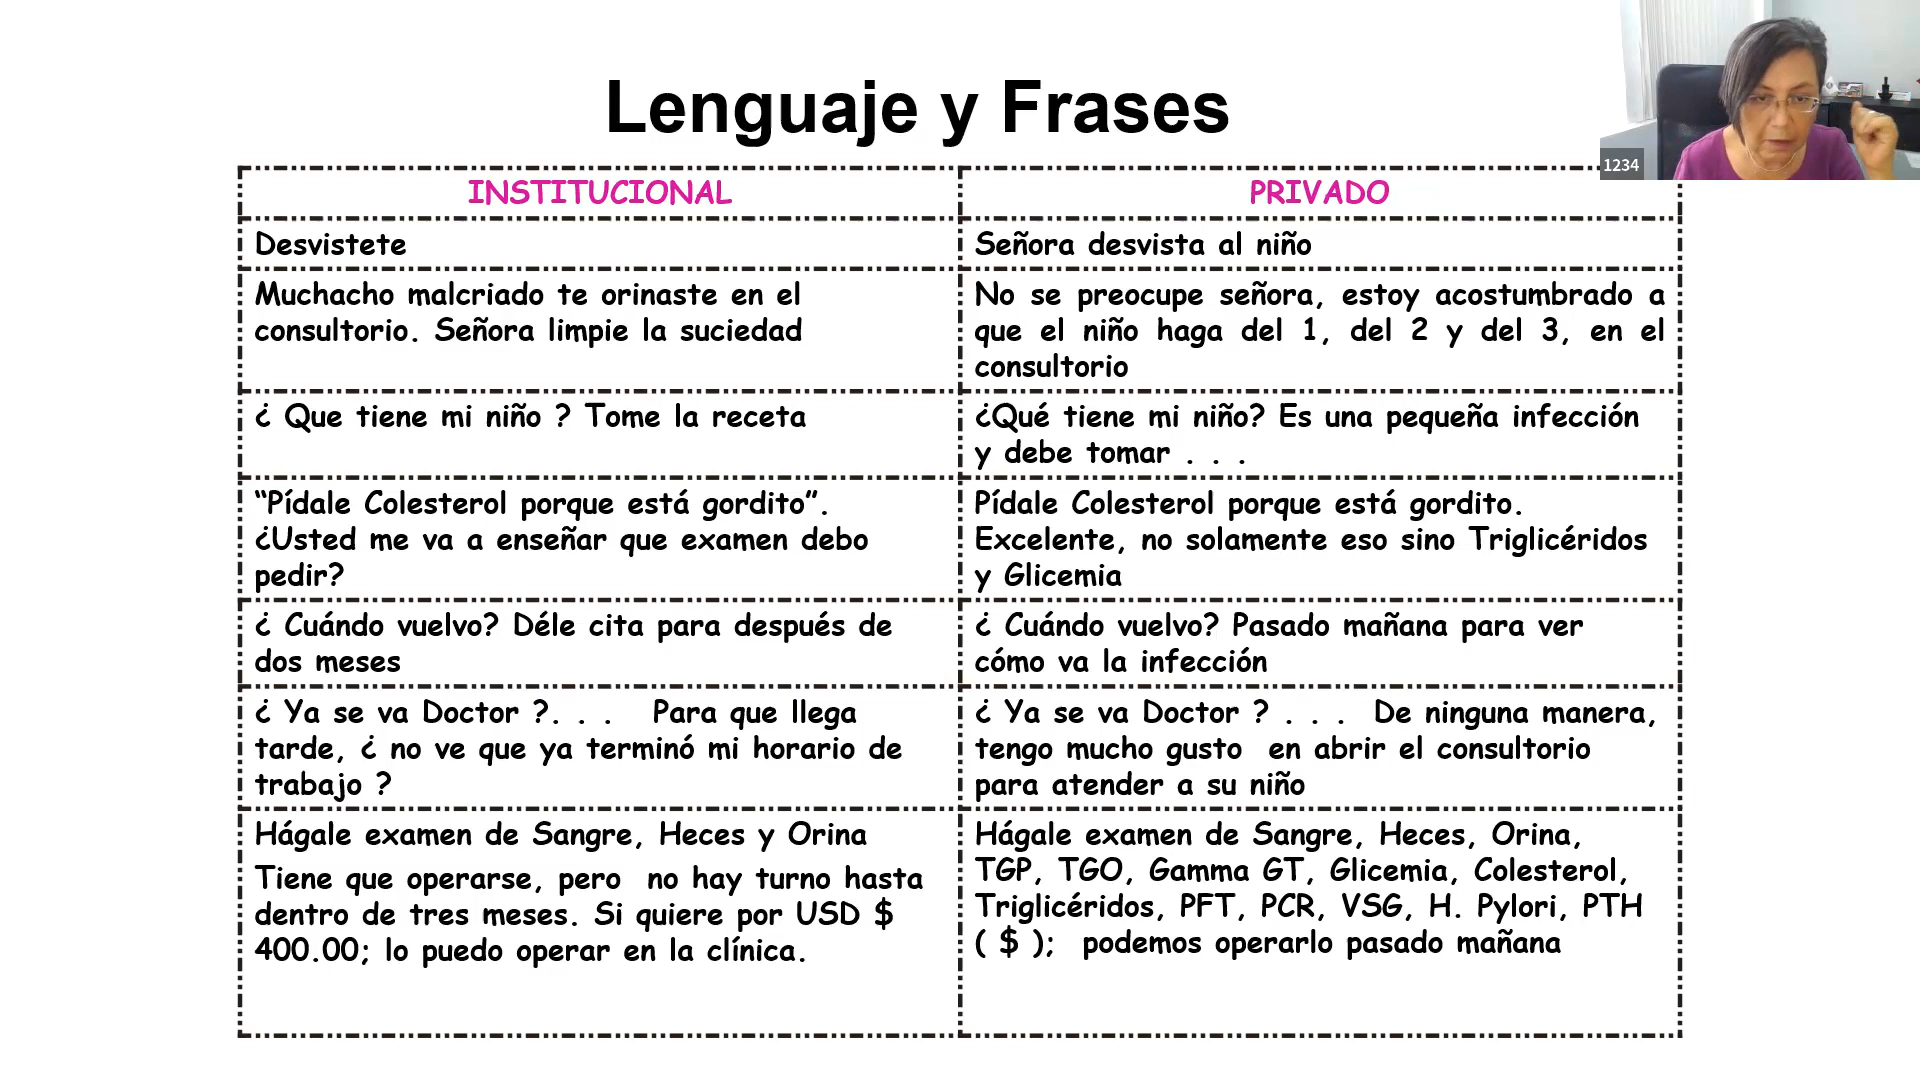 Lenguaje y Frases
1234
INSTITUCIONAL
PRIVADO
Desvistete
Señora desvista al niño
Muchacho malcriado te orinaste en el
consultorio. Señora limpie la suciedad
No se preocupe señora, estoy acostumbrado a
que el niño haga del 1, del 2 y del 3, en el
consultorio
¿ Que tiene mi niño ? Tome la receta
¿Qué tiene mi niño? Es una pequeña infección
y debe tomar . . .
“Pídale Colesterol porque está gordito”.
¿Usted me va a enseñar que examen debo
pedir?
Pídale Colesterol porque está gordito.
Excelente, no solamente eso sino Triglicéridos
y Glicemia
¿ Cuándo vuelvo? Déle cita para después de
dos meses
¿ Cuándo vuelvo? Pasado mañana para ver
cómo va la infección
¿ Ya se va Doctor ?. . . Para que llega
tarde, ¿ no ve que ya terminó mi horario de
trabajo ?
¿ Ya se va Doctor ? . . . De ninguna manera,
tengo mucho gusto en abrir el consultorio
para atender a su niño
Hágale examen de Sangre, Heces y Orina
Tiene que operarse, pero no hay turno hasta
dentro de tres meses. Si quiere por USD $
400.00; lo puedo operar en la clínica.
Hágale examen de Sangre, Heces, Orina,
TGP, TGO, Gamma GT, Glicemia, Colesterol,
Triglicéridos, PFT, PCR, VSG, H. Pylori, PTH
( $ ); podemos operarlo pasado mañana